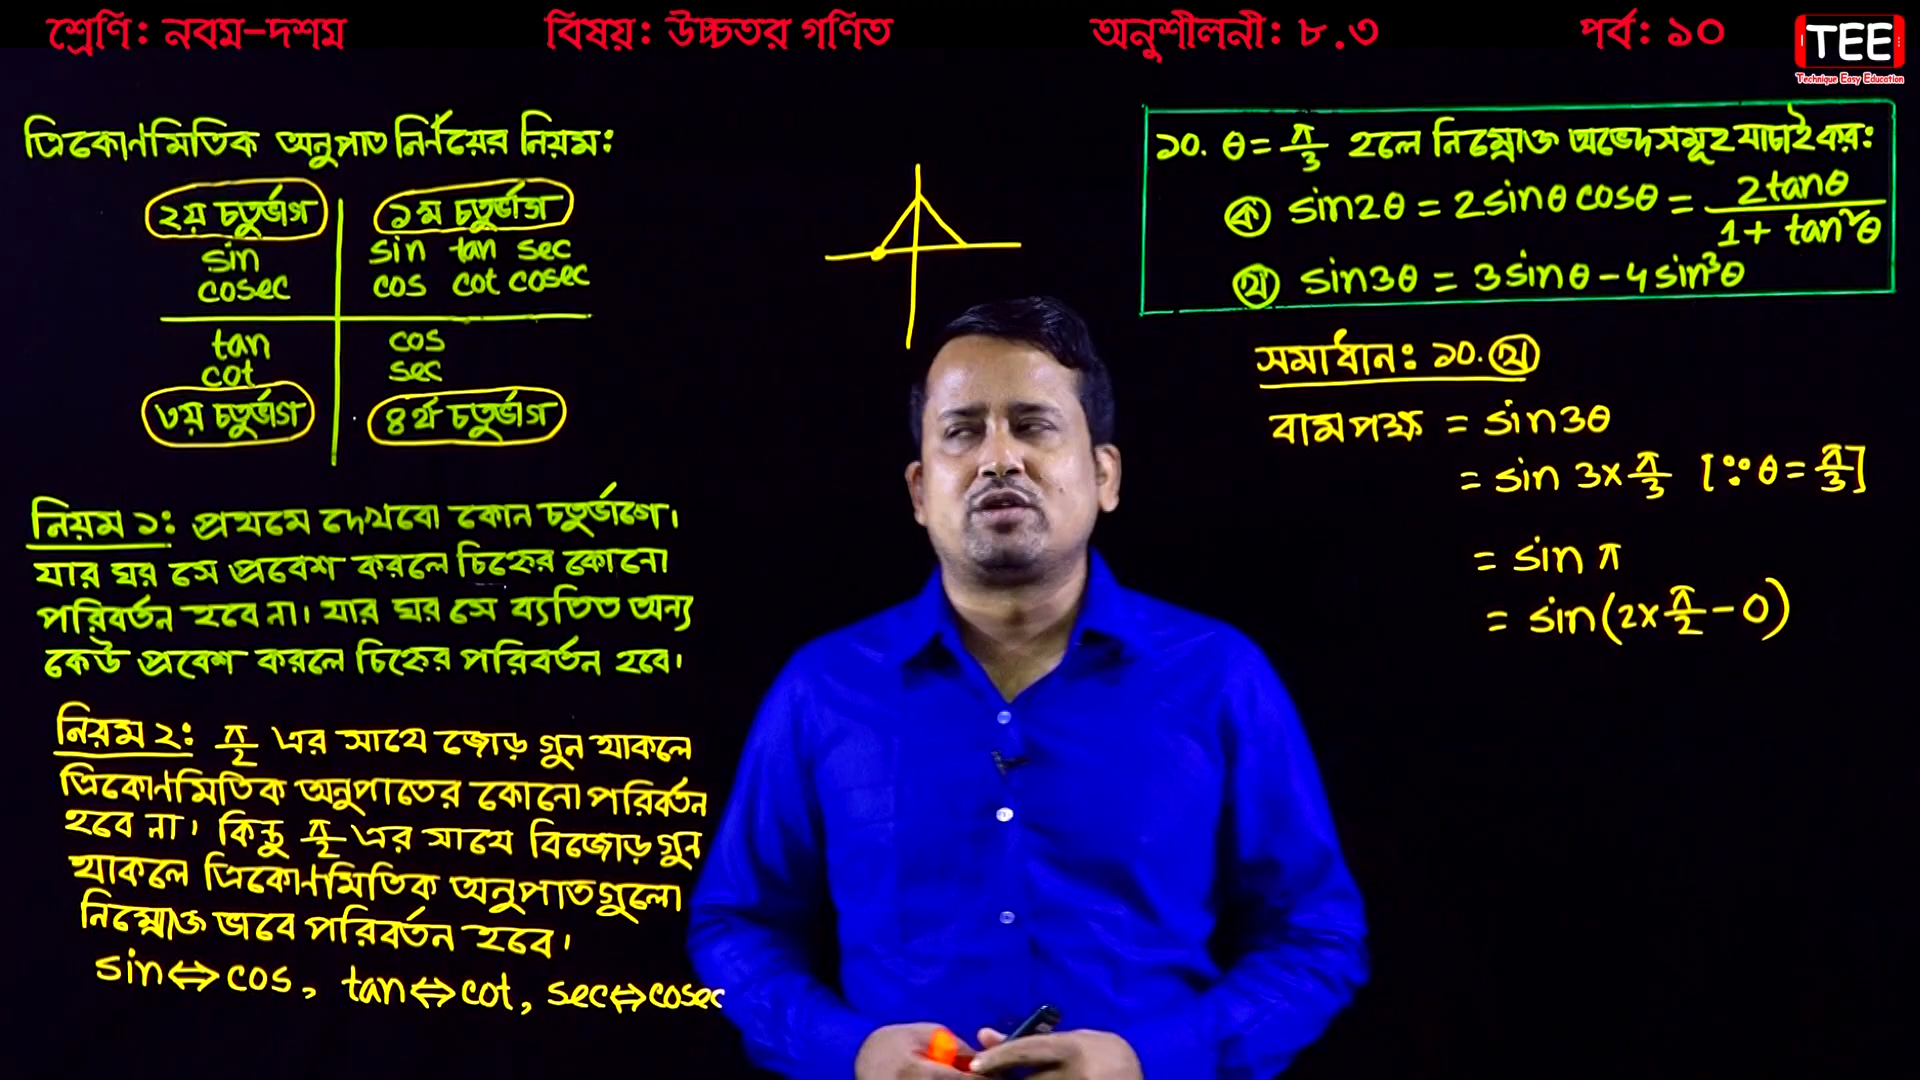 শ্রেণি: নবম-দশম
বিষয়: উচ্চতর গণিত
অনুশীলনী: ৮.৩
পর্ব: ১০
TEE
Technique Easy Education
ত্রিকোণমিতিক অনুপাত নির্ণয়ের নিয়ম:
২য় চতুর্ভাগ
১ম চতুর্ভাগ
sin
sin tan sec
cosec
cos cot cosec
tan
cos
cot
sec
৩য় চতুর্ভাগ
৪র্থ চতুর্ভাগ
নিয়ম ১: প্রথমে দেখবো কোন চতুর্ভাগে।
যার ঘর সে প্রবেশ করলে চিহ্নের কোনো
পরিবর্তন হবে না। যার ঘর সে ব্যতিত অন্য
কেউ প্রবেশ করলে চিহ্নের পরিবর্তন হবে।
নিয়ম ২: π/2 এর সাথে জোড় গুন থাকলে
ত্রিকোণমিতিক অনুপাতের কোনো পরিবর্তন
হবে না। কিন্তু π/2 এর সাথে বিজোড় গুন
থাকলে ত্রিকোণমিতিক অনুপাতগুলো
নিম্নোক্ত ভাবে পরিবর্তন হবে।
sin⇔cos, tan⇔cot, sec⇔cosec
১০. θ = π/3 হলে নিম্নোক্ত অভেদসমূহ যাচাই কর:
ক) sin2θ = 2sinθ cosθ = 2tanθ / 1 + tan²θ
খ) sin3θ = 3sinθ - 4sin³θ
সমাধান: ১০. খ
বামপক্ষ = sin3θ
= sin 3×π/3 [∵ θ = π/3]
= sin π
= sin(2×π/2 - 0)